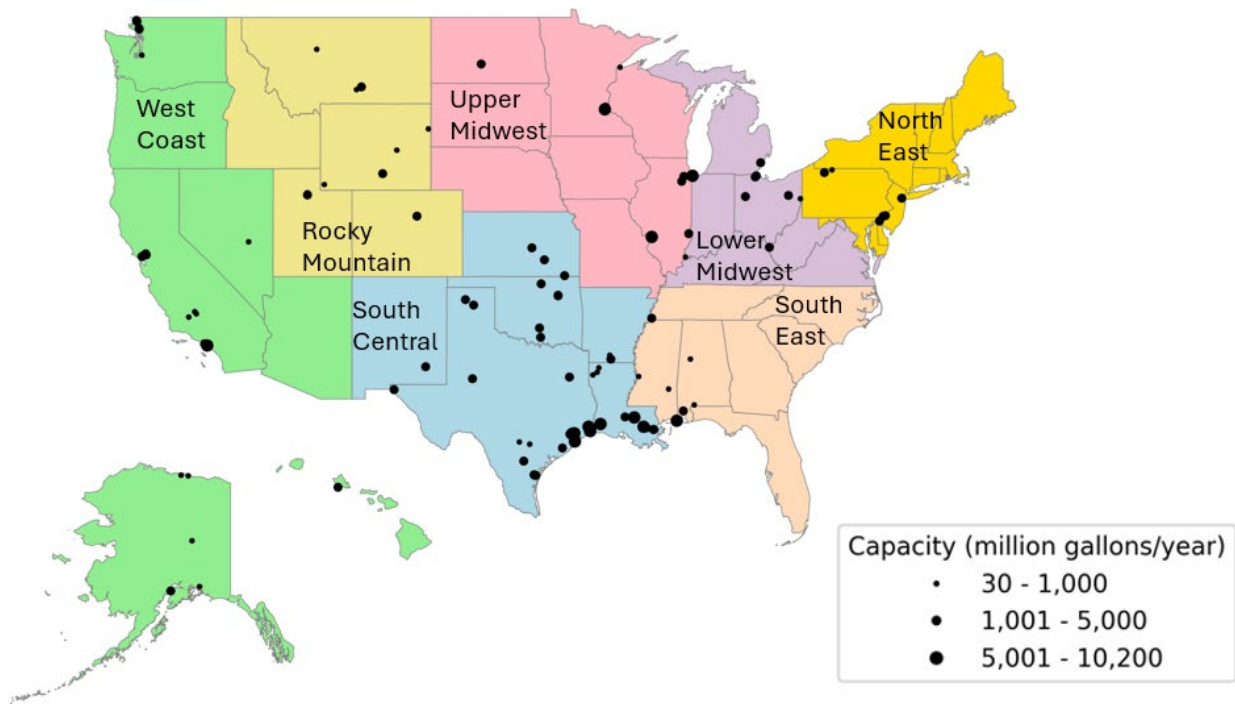 West
Coast
Upper
Midwest
North
East
Rocky
Mountain
Lower
Midwest
South
Central
South
East
Capacity (million gallons/year)
30 - 1,000
1,001 - 5,000
5,001 - 10,200